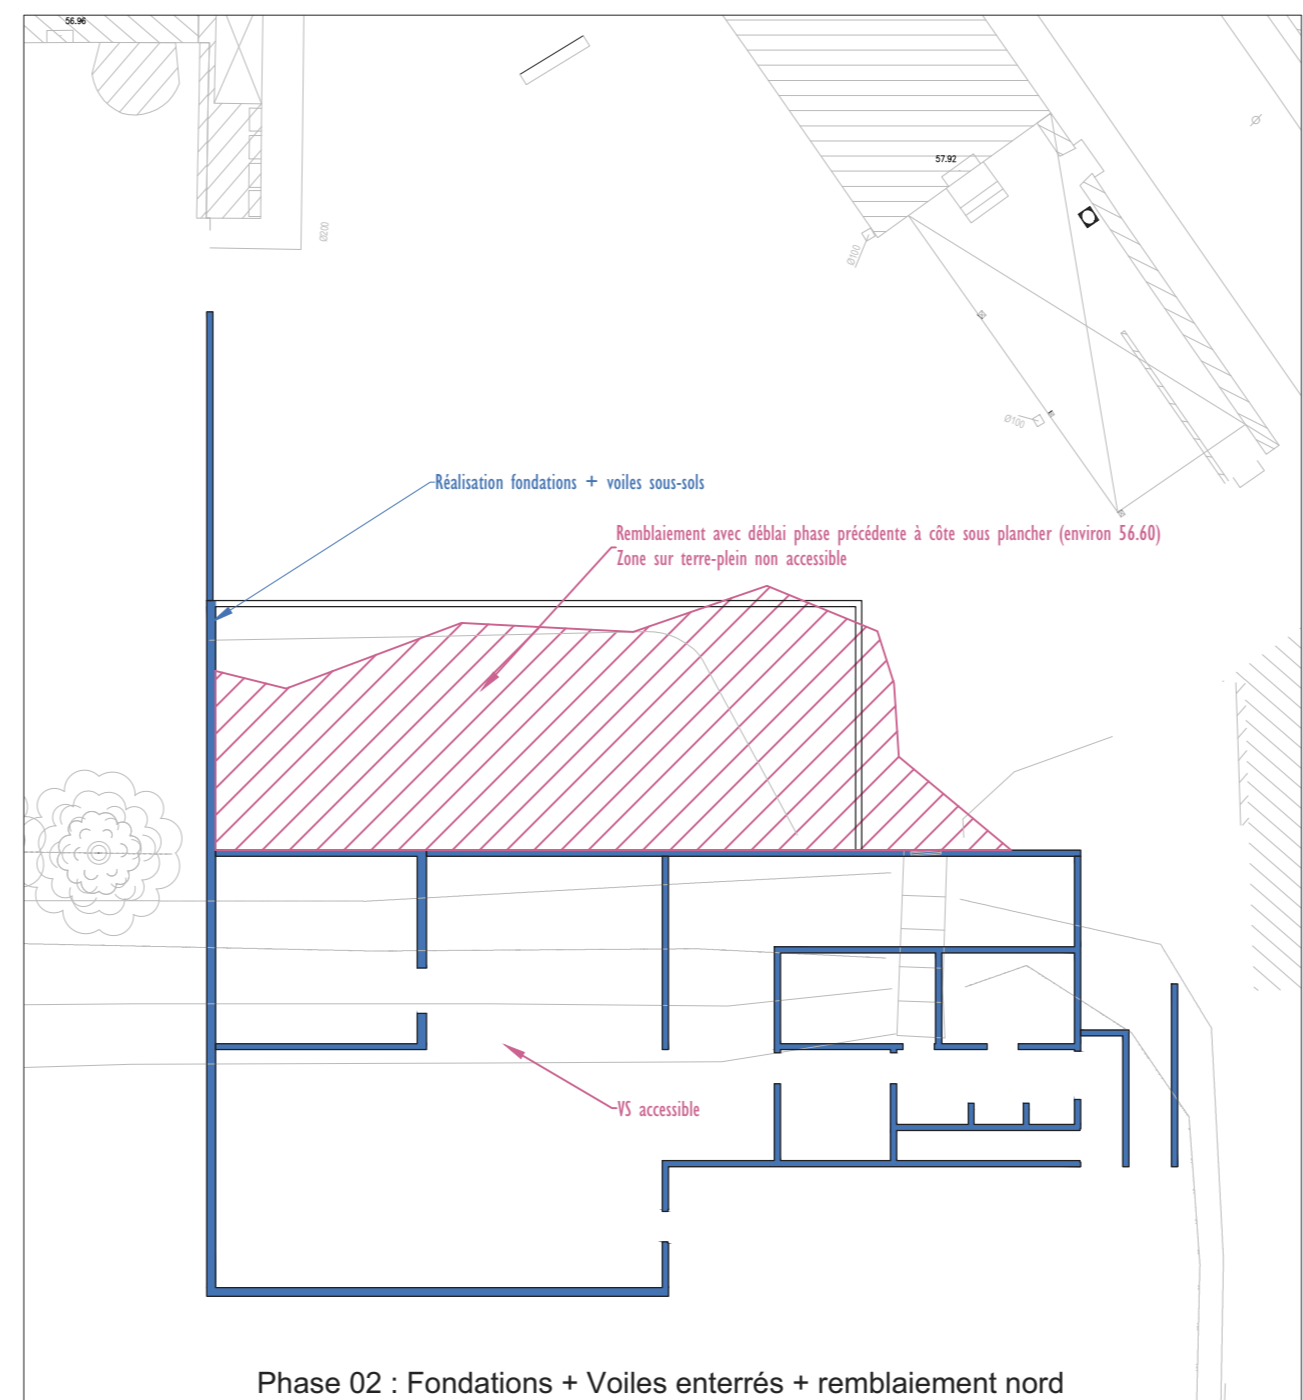 56.96
57.92
Ø200
Ø100
Ø100
Réalisation fondations + voiles sous-sols
Remblaiement avec déblai phase précédente à côte sous plancher (environ 56.60)
Zone sur terre-plein non accessible
VS accessible
Phase 02 : Fondations + Voiles enterrés + remblaiement nord